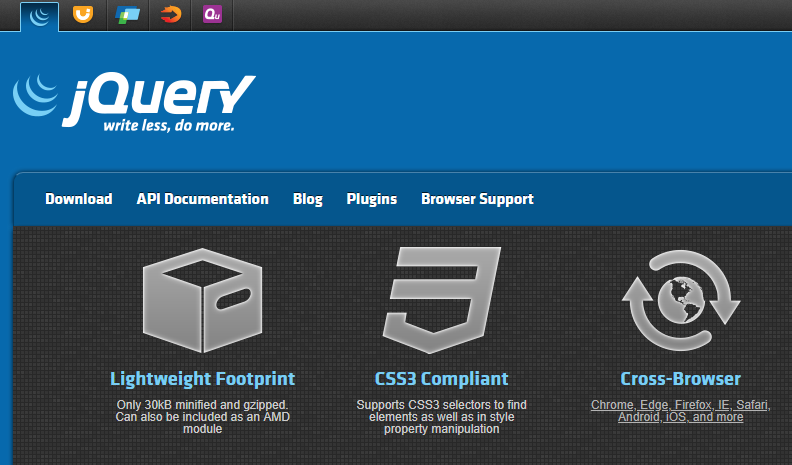 Qu
jQuery
write less, do more.
Download API Documentation Blog Plugins Browser Support
Lightweight Footprint
Only 30kB minified and gzipped.
Can also be included as an AMD
module
CSS3 Compliant
Supports CSS3 selectors to find
elements as well as in style
property manipulation
Cross-Browser
Chrome, Edge, Firefox, IE, Safari,
Android, iOS, and more